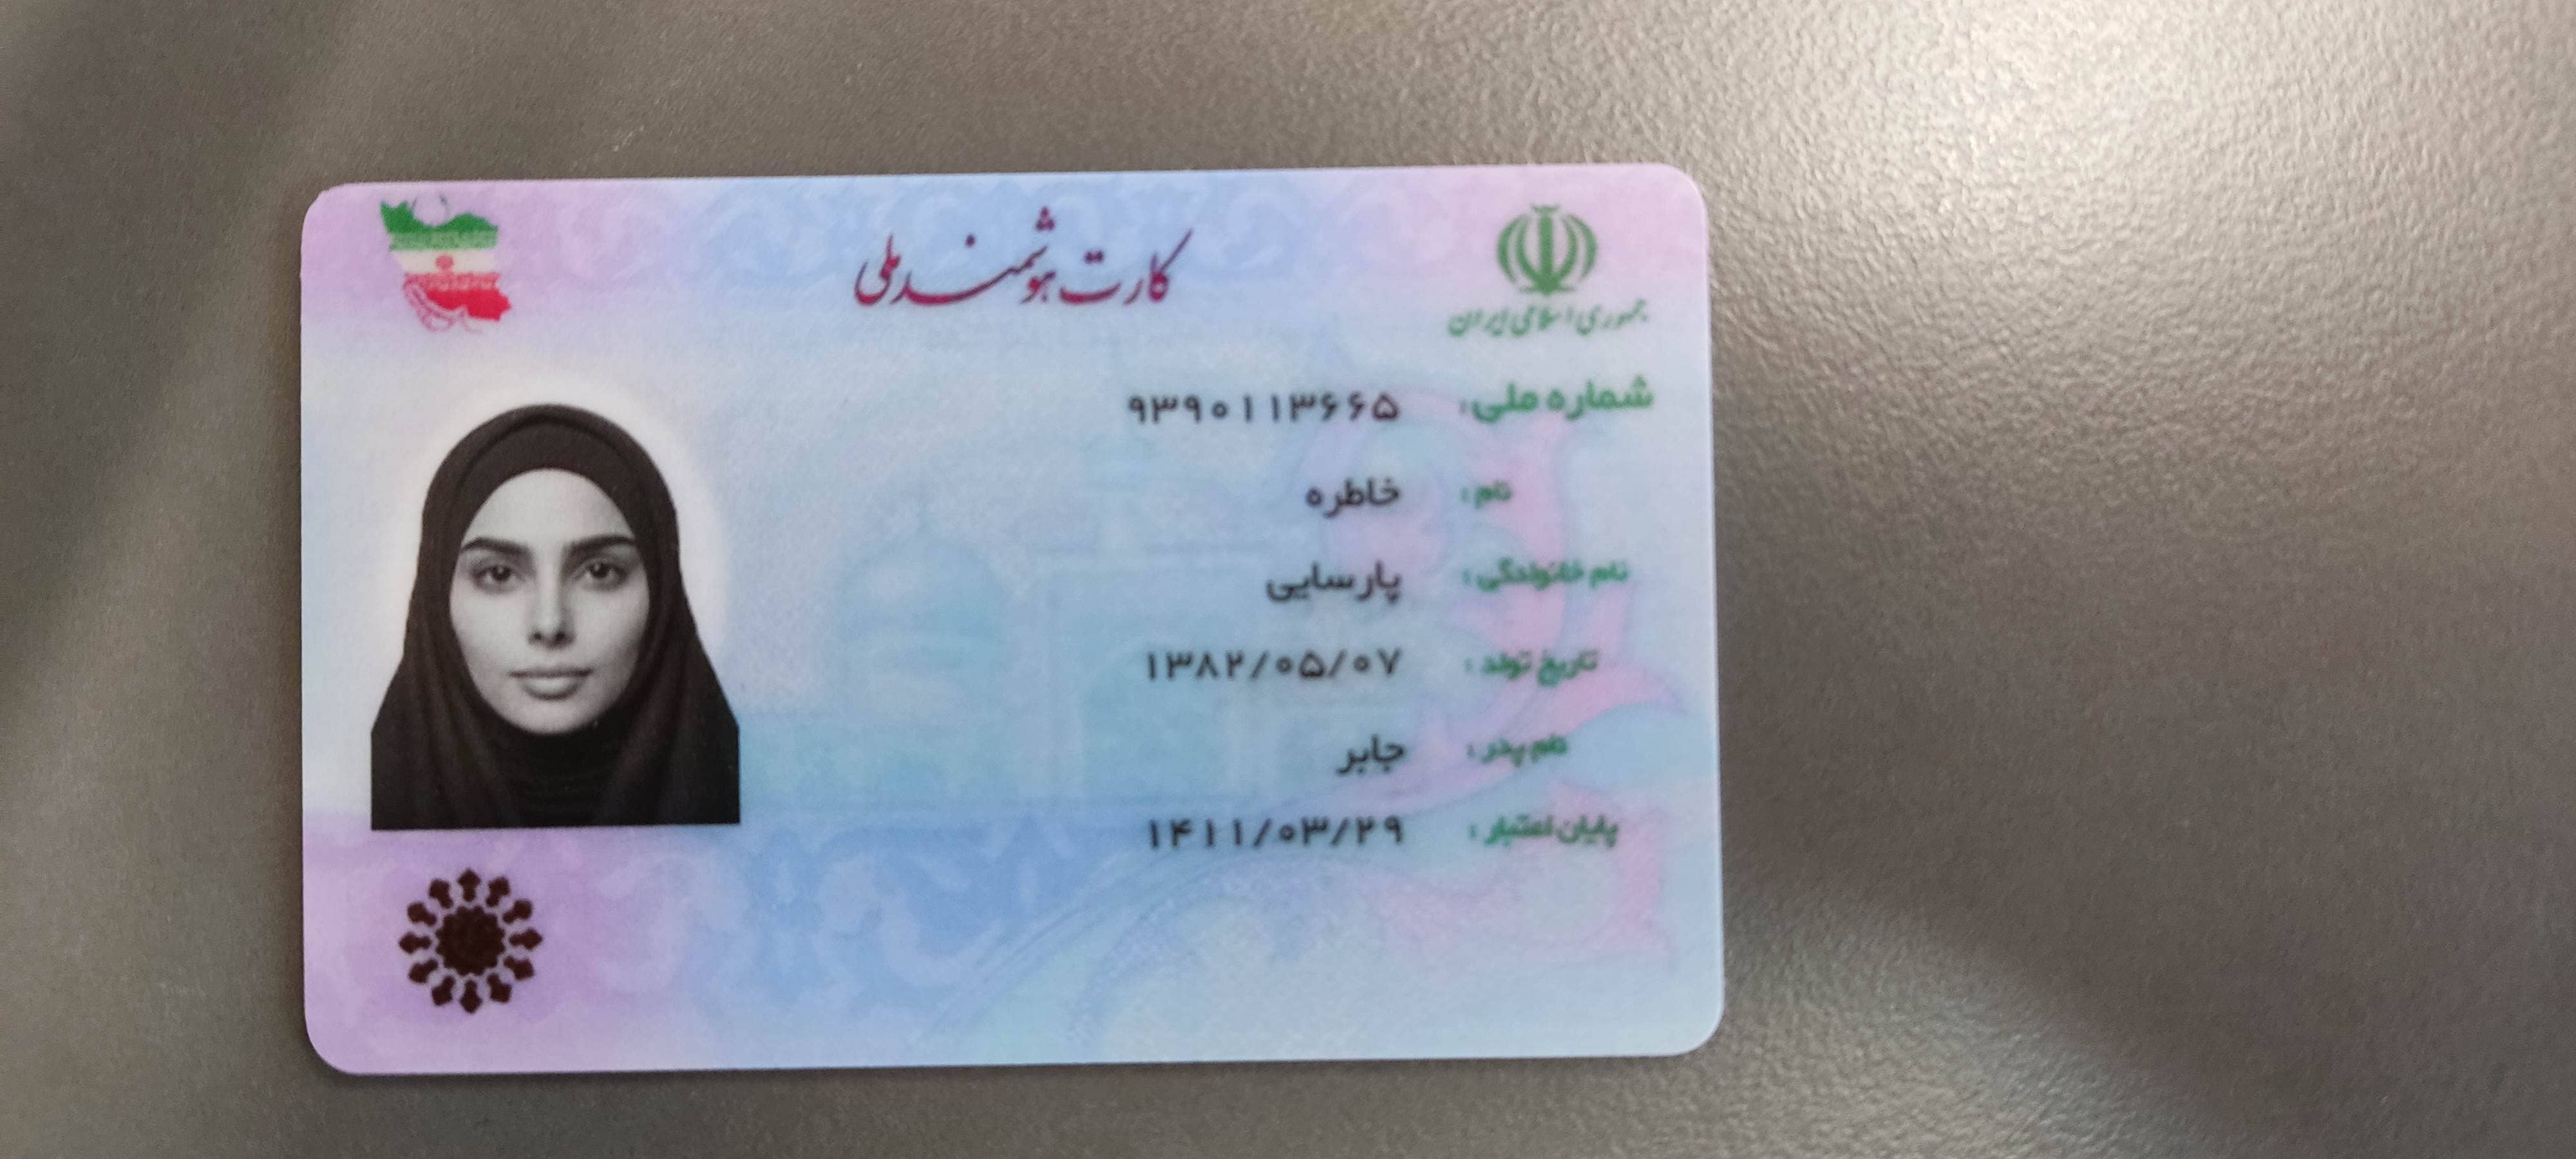 کارت هوشمند ملی
جمهوری اسلامی ایران
شماره ملی: ۹۳۹۰۱۱۳۶۶۵
نام: خاطره
نام خانوادگی: پارسایی
تاریخ تولد: ۱۳۸۲/۰۵/۰۷
نام پدر: جابر
پایان اعتبار: ۱۴۱۱/۰۳/۲۹